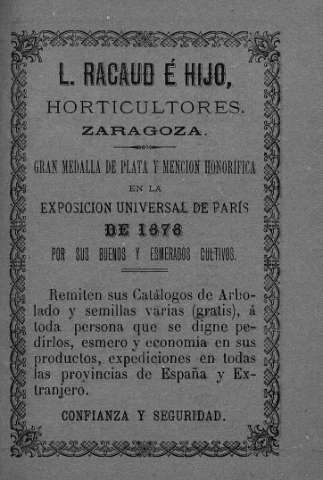 L. RACAUD É HIJO,
HORTICULTORES.
ZARAGOZA.
GRAN MEDALLA DE PLATA Y MENCION HONORÍFICA
EN LA
EXPOSICION UNIVERSAL DE PARÍS
DE 1878
POR SUS BUENOS Y ESMERADOS CULTIVOS.
Remiten sus Catálogos de Arbo-
lado y semillas varias (gratis), á
toda persona que se digne pe-
dirlos, esmero y economía en sus
productos, expediciones en todas
las provincias de España y Ex-
tranjero.
CONFIANZA Y SEGURIDAD.